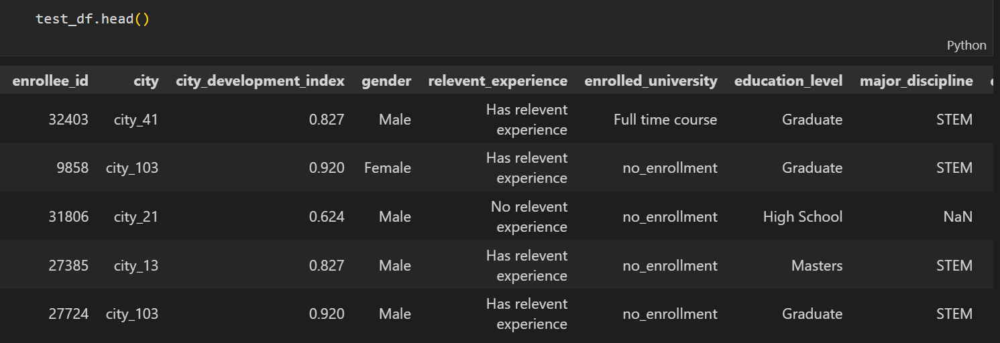 test_df.head()
Python
enrollee_id city city_development_index gender relevent_experience enrolled_university education_level major_discipline
32403 city_41 0.827 Male Has relevent experience Full time course Graduate STEM
9858 city_103 0.920 Female Has relevent experience no_enrollment Graduate STEM
31806 city_21 0.624 Male No relevent experience no_enrollment High School NaN
27385 city_13 0.827 Male Has relevent experience no_enrollment Masters STEM
27724 city_103 0.920 Male Has relevent experience no_enrollment Graduate STEM